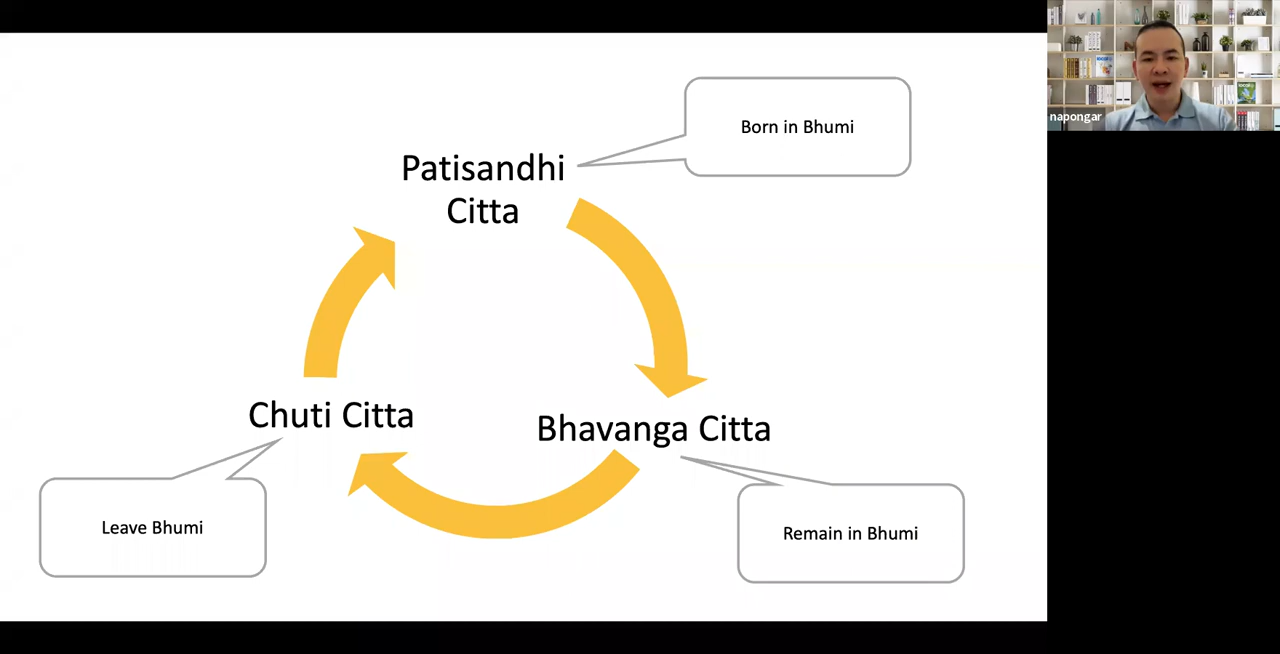 Born in Bhumi
napongar
Patisandhi
Citta
Chuti Citta
Bhavanga Citta
Leave Bhumi
Remain in Bhumi